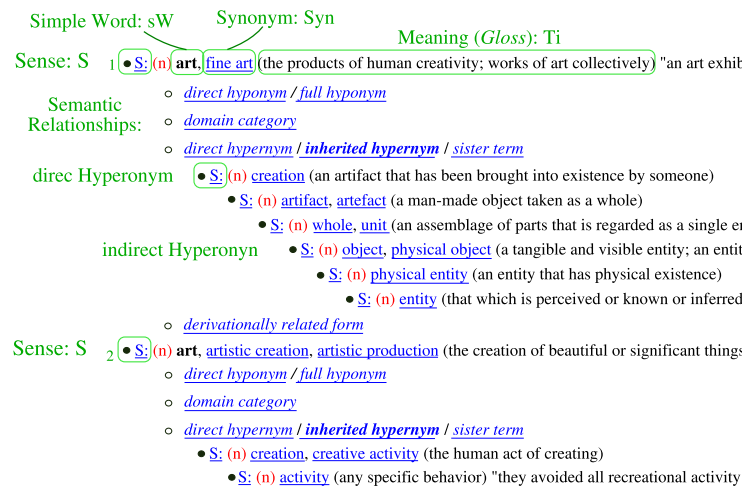 Simple Word: sW
Synonym: Syn
Meaning (Gloss): Ti
Sense: S 1 • S: (n) art, fine art (the products of human creativity; works of art collectively) "an art exhib
Semantic Relationships:
○ direct hyponym / full hyponym
○ domain category
○ direct hypernym / inherited hypernym / sister term
direc Hyperonym • S: (n) creation (an artifact that has been brought into existence by someone)
• S: (n) artifact, artefact (a man-made object taken as a whole)
• S: (n) whole, unit (an assemblage of parts that is regarded as a single en
indirect Hyperonyn • S: (n) object, physical object (a tangible and visible entity; an entit
• S: (n) physical entity (an entity that has physical existence)
• S: (n) entity (that which is perceived or known or inferred
○ derivationally related form
Sense: S 2 • S: (n) art, artistic creation, artistic production (the creation of beautiful or significant things
○ direct hyponym / full hyponym
○ domain category
○ direct hypernym / inherited hypernym / sister term
• S: (n) creation, creative activity (the human act of creating)
• S: (n) activity (any specific behavior) "they avoided all recreational activity